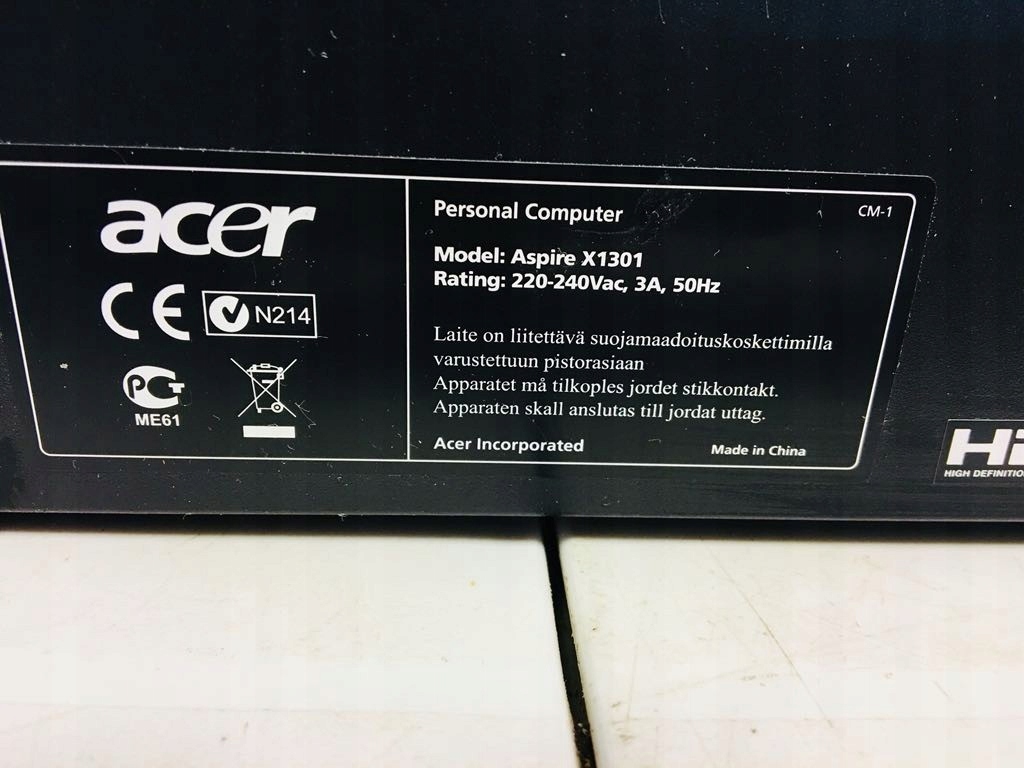 acer
CE
N214
PCT
ME61
Personal Computer
CM-1
Model: Aspire X1301
Rating: 220-240Vac, 3A, 50Hz
Laite on liitettävä suojamaadoituskoskettimilla
varustettuun pistorasiaan
Apparatet må tilkoples jordet stikkontakt.
Apparaten skall anslutas till jordat uttag.
Acer Incorporated
Made in China
HIGH